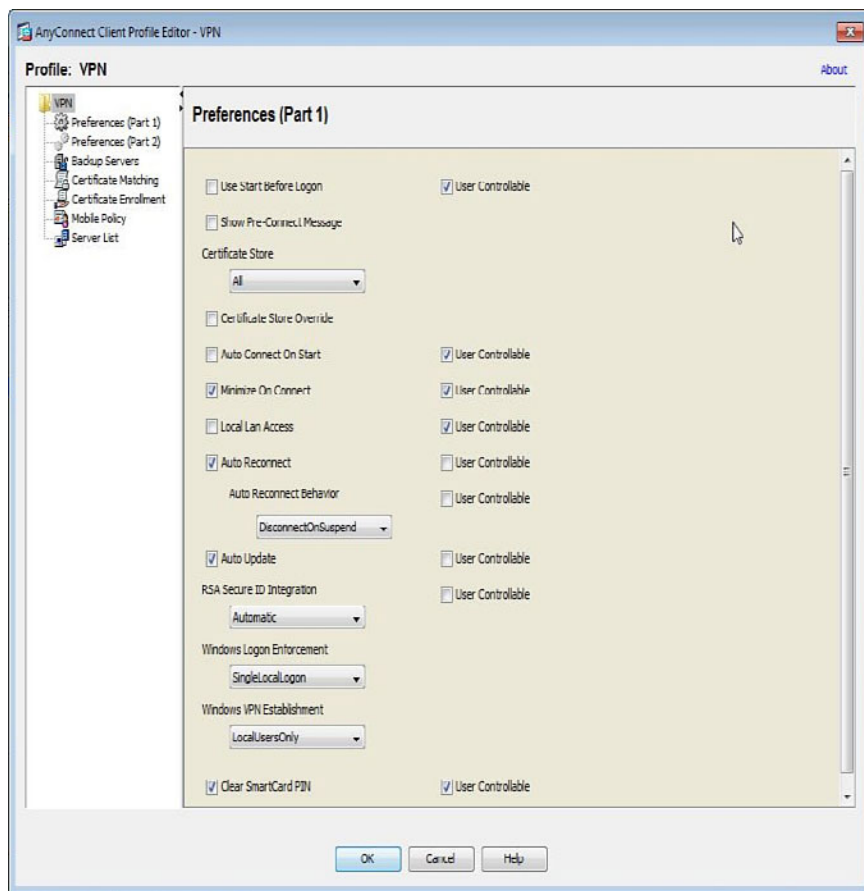 AnyConnect Client Profile Editor - VPN
Profile: VPN
About
VPN
Preferences (Part 1)
Preferences (Part 2)
Backup Servers
Certificate Matching
Certificate Enrollment
Mobile Policy
Server List
Preferences (Part 1)
Use Start Before Logon User Controllable
Show Pre-Connect Message
Certificate Store
All
Certificate Store Override
Auto Connect On Start User Controllable
Minimize On Connect User Controllable
Local Lan Access User Controllable
Auto Reconnect User Controllable
Auto Reconnect Behavior User Controllable
DisconnectOnSuspend
Auto Update User Controllable
RSA Secure ID Integration User Controllable
Automatic
Windows Logon Enforcement
SingleLocalLogon
Windows VPN Establishment
LocalUsersOnly
Clear SmartCard PIN User Controllable
OK Cancel Help